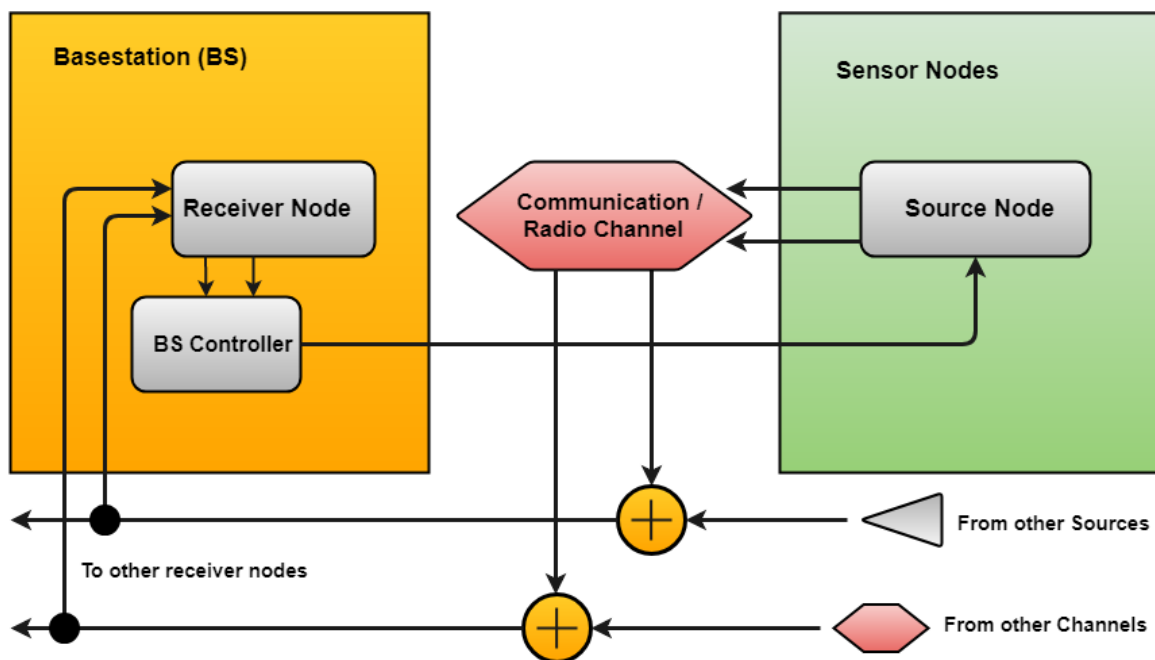 Basestation (BS)
Sensor Nodes
Receiver Node
Communication /
Radio Channel
Source Node
BS Controller
From other Sources
To other receiver nodes
From other Channels